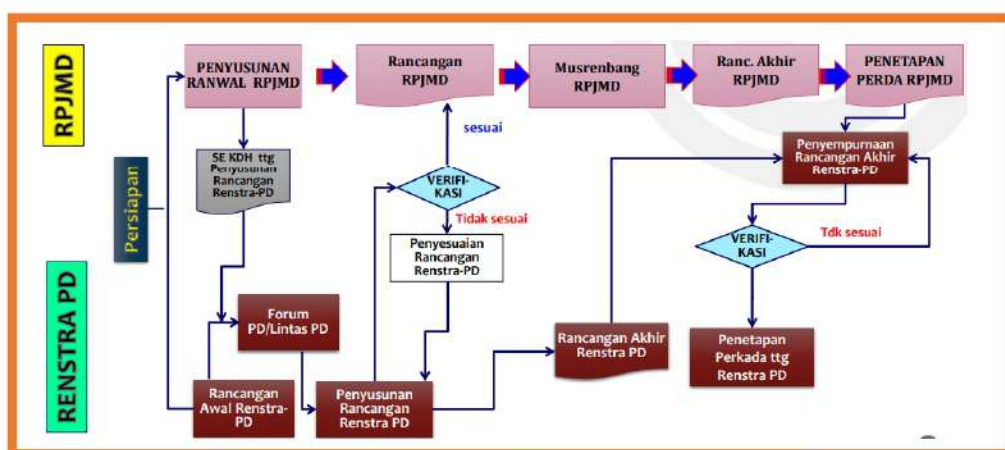 RPJMD
PENYUSUNAN
RANWAL RPJMD
Rancangan
RPJMD
Musrenbang
RPJMD
Ranc. Akhir
RPJMD
PENETAPAN
PERDA RPJMD
sesuai
Persiapan
SE KDH ttg
Penyusunan
Rancangan
Renstra-PD
VERIFI-
KASI
Tidak sesuai
Penyesuaian
Rancangan
Renstra-PD
Penyempurnaan
Rancangan Akhir
Renstra-PD
VERIFI-
KASI
Tdk sesuai
RENSTRA PD
Forum
PD/Lintas PD
Rancangan
Awal Renstra-
PD
Penyusunan
Rancangan
Renstra PD
Rancangan Akhir
Renstra PD
Penetapan
Perkada ttg
Renstra PD